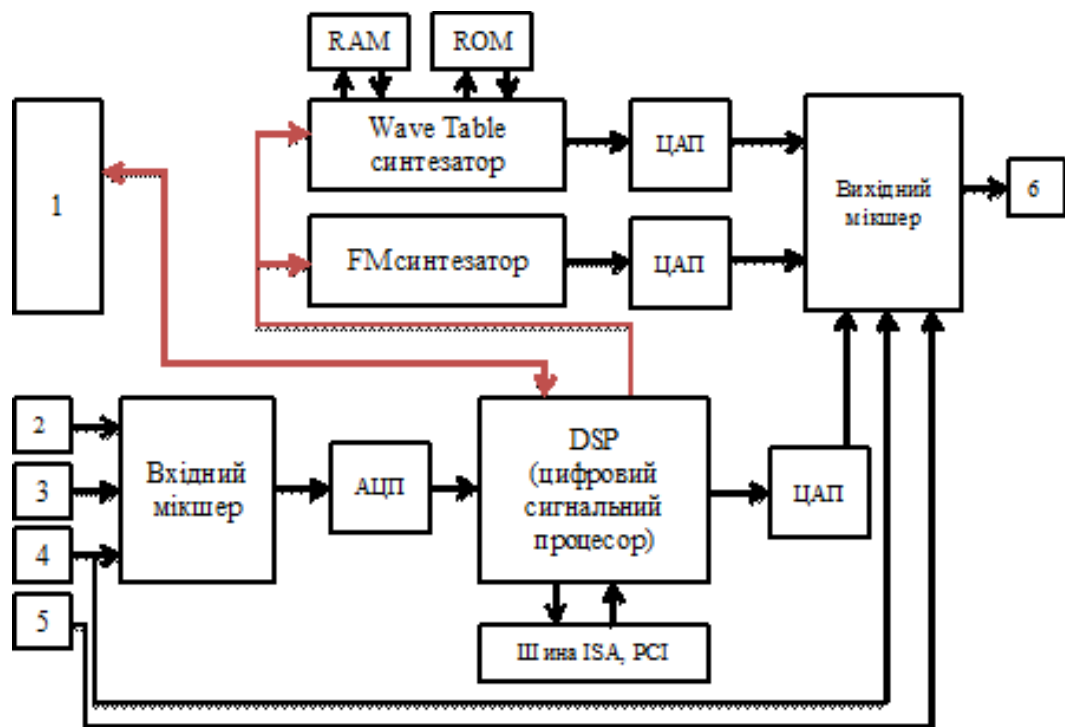 RAM
ROM
1
Wave Table
синтезатор
ЦАП
Вихідний
мікшер
6
FMсинтезатор
ЦАП
2
3
4
5
Вхідний
мікшер
АЦП
DSP
(цифровий
сигнальний
процесор)
ЦАП
Шина ISA, PCI